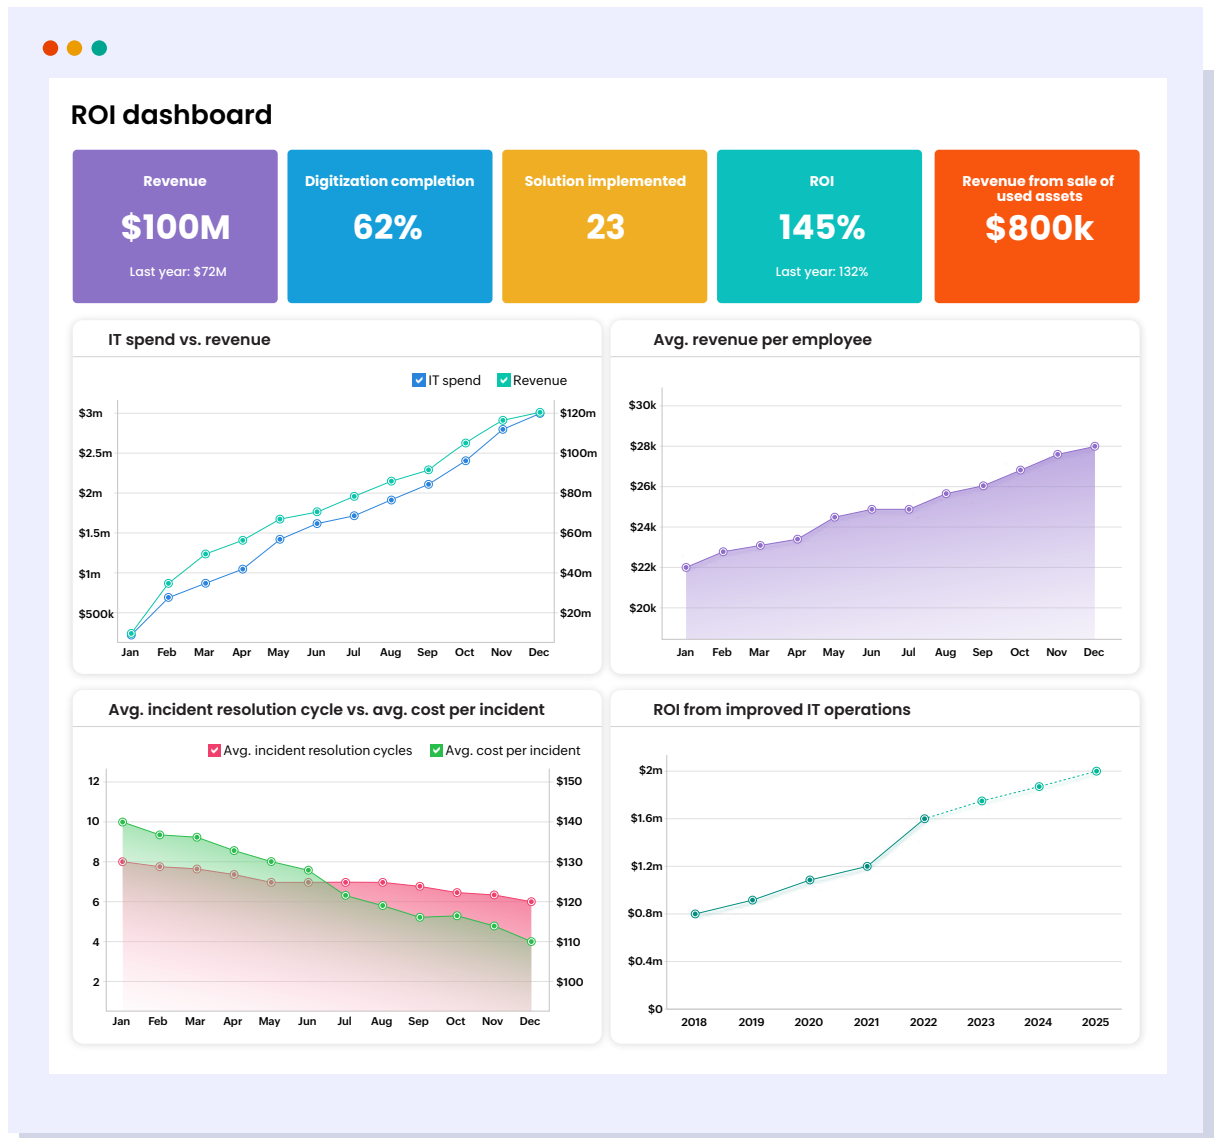 ROI dashboard
Revenue
$100M
Last year: $72M
Digitization completion
62%
Solution implemented
23
ROI
145%
Last year: 132%
Revenue from sale of
used assets
$800k
IT spend vs. revenue
IT spend Revenue
$3m
$2.5m
$2m
$1.5m
$1m
$500k
$120m
$100m
$80m
$60m
$40m
$20m
Jan Feb Mar Apr May Jun Jul Aug Sep Oct Nov Dec
Avg. revenue per employee
$30k
$28k
$26k
$24k
$22k
$20k
Jan Feb Mar Apr May Jun Jul Aug Sep Oct Nov Dec
Avg. incident resolution cycle vs. avg. cost per incident
Avg. incident resolution cycles Avg. cost per incident
12
10
8
6
4
2
$150
$140
$130
$120
$110
$100
Jan Feb Mar Apr May Jun Jul Aug Sep Oct Nov Dec
ROI from improved IT operations
$2m
$1.6m
$1.2m
$0.8m
$0.4m
$0
2018 2019 2020 2021 2022 2023 2024 2025